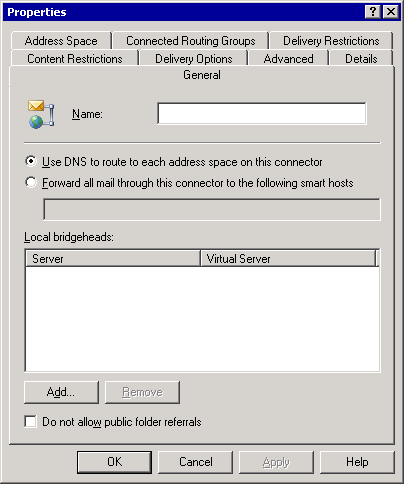 Properties
Address Space Connected Routing Groups Delivery Restrictions
Content Restrictions Delivery Options Advanced Details
General
Name:
Use DNS to route to each address space on this connector
Forward all mail through this connector to the following smart hosts
Local bridgeheads:
Server Virtual Server
Add... Remove
Do not allow public folder referrals
OK Cancel Apply Help